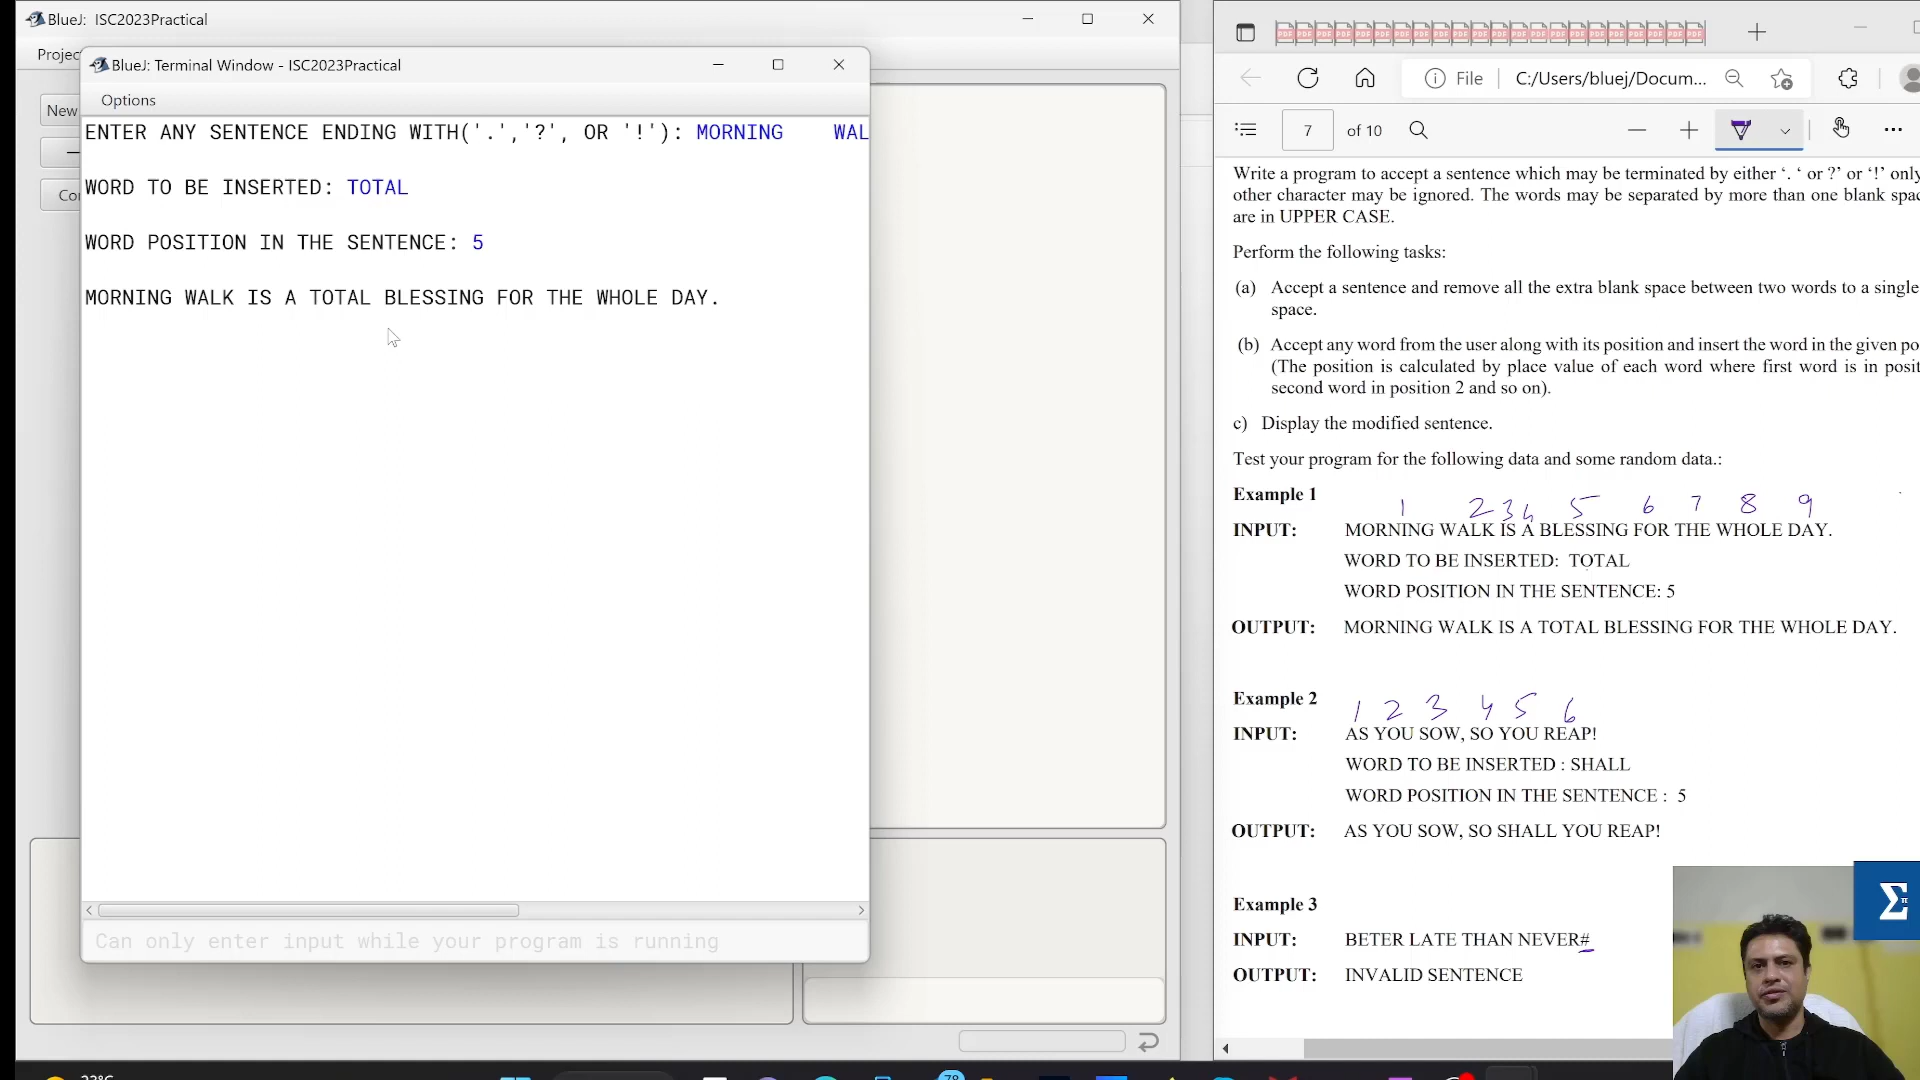 BlueJ: ISC2023Practical
Projec
BlueJ: Terminal Window - ISC2023Practical
Options
New
Co
ENTER ANY SENTENCE ENDING WITH('.','?', OR '!'): MORNING    WAL
WORD TO BE INSERTED: TOTAL
WORD POSITION IN THE SENTENCE: 5
MORNING WALK IS A TOTAL BLESSING FOR THE WHOLE DAY.
Can only enter input while your program is running
File
C:/Users/bluej/Docum...
7 of 10
Write a program to accept a sentence which may be terminated by either ‘. ‘ or ?’ or ‘!’ only
other character may be ignored. The words may be separated by more than one blank spac
are in UPPER CASE.
Perform the following tasks:
(a) Accept a sentence and remove all the extra blank space between two words to a single
space.
(b) Accept any word from the user along with its position and insert the word in the given po
(The position is calculated by place value of each word where first word is in posit
second word in position 2 and so on).
c) Display the modified sentence.
Test your program for the following data and some random data.:
Example 1
1 2 3 4 5 6 7 8 9
INPUT: MORNING WALK IS A BLESSING FOR THE WHOLE DAY.
WORD TO BE INSERTED: TOTAL
WORD POSITION IN THE SENTENCE: 5
OUTPUT: MORNING WALK IS A TOTAL BLESSING FOR THE WHOLE DAY.
Example 2
1 2 3 4 5 6
INPUT: AS YOU SOW, SO YOU REAP!
WORD TO BE INSERTED : SHALL
WORD POSITION IN THE SENTENCE : 5
OUTPUT: AS YOU SOW, SO SHALL YOU REAP!
Example 3
INPUT: BETER LATE THAN NEVER#
OUTPUT: INVALID SENTENCE
Σ